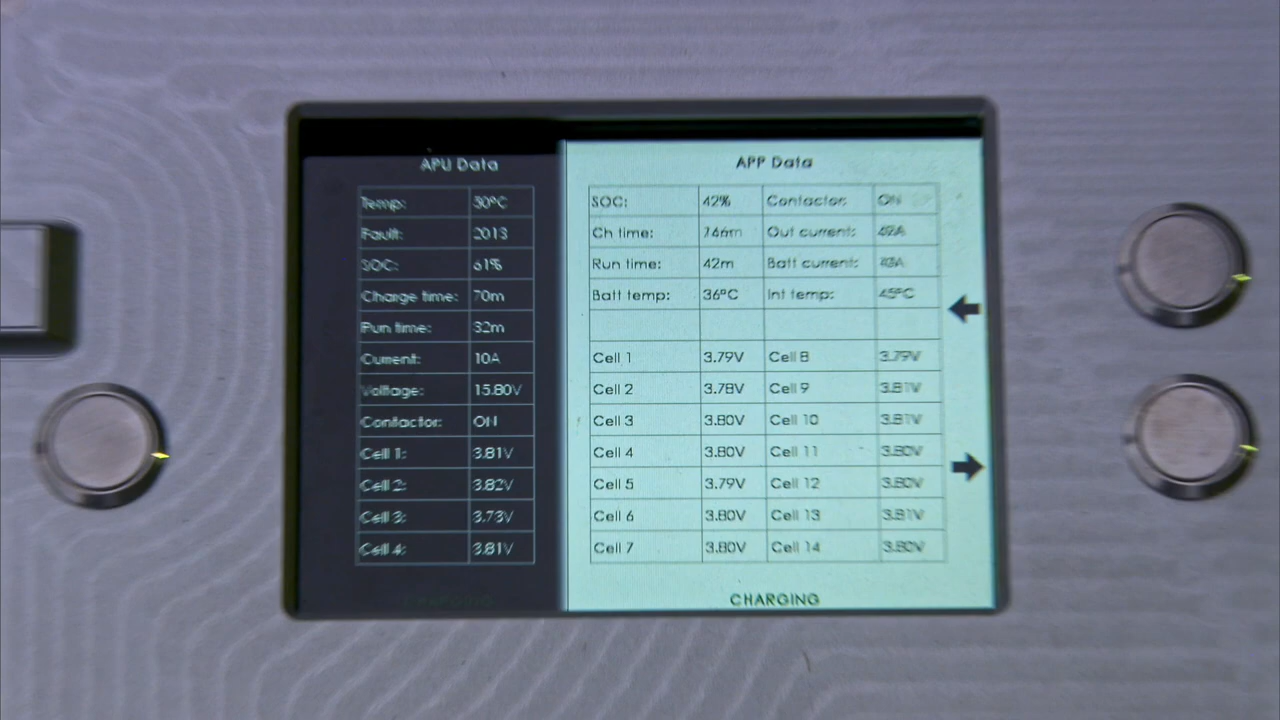 APU Data
Temp: 30°C
Fault: 2013
SOC: 61%
Charge time: 70m
Run time: 32m
Current: 10A
Voltage: 15.80V
Contactor: ON
Cell 1: 3.81V
Cell 2: 3.82V
Cell 3: 3.73V
Cell 4: 3.81V
APP Data
SOC: 42% Contactor: ON
Ch time: Out current:
Run time: 42m Batt current:
Batt temp: 36°C Int temp: 45°C
Cell 1 3.79V Cell 8 3.79V
Cell 2 3.78V Cell 9 3.81V
Cell 3 3.80V Cell 10 3.81V
Cell 4 3.80V Cell 11 3.80V
Cell 5 3.79V Cell 12 3.80V
Cell 6 3.80V Cell 13 3.81V
Cell 7 3.80V Cell 14 3.80V
CHARGING